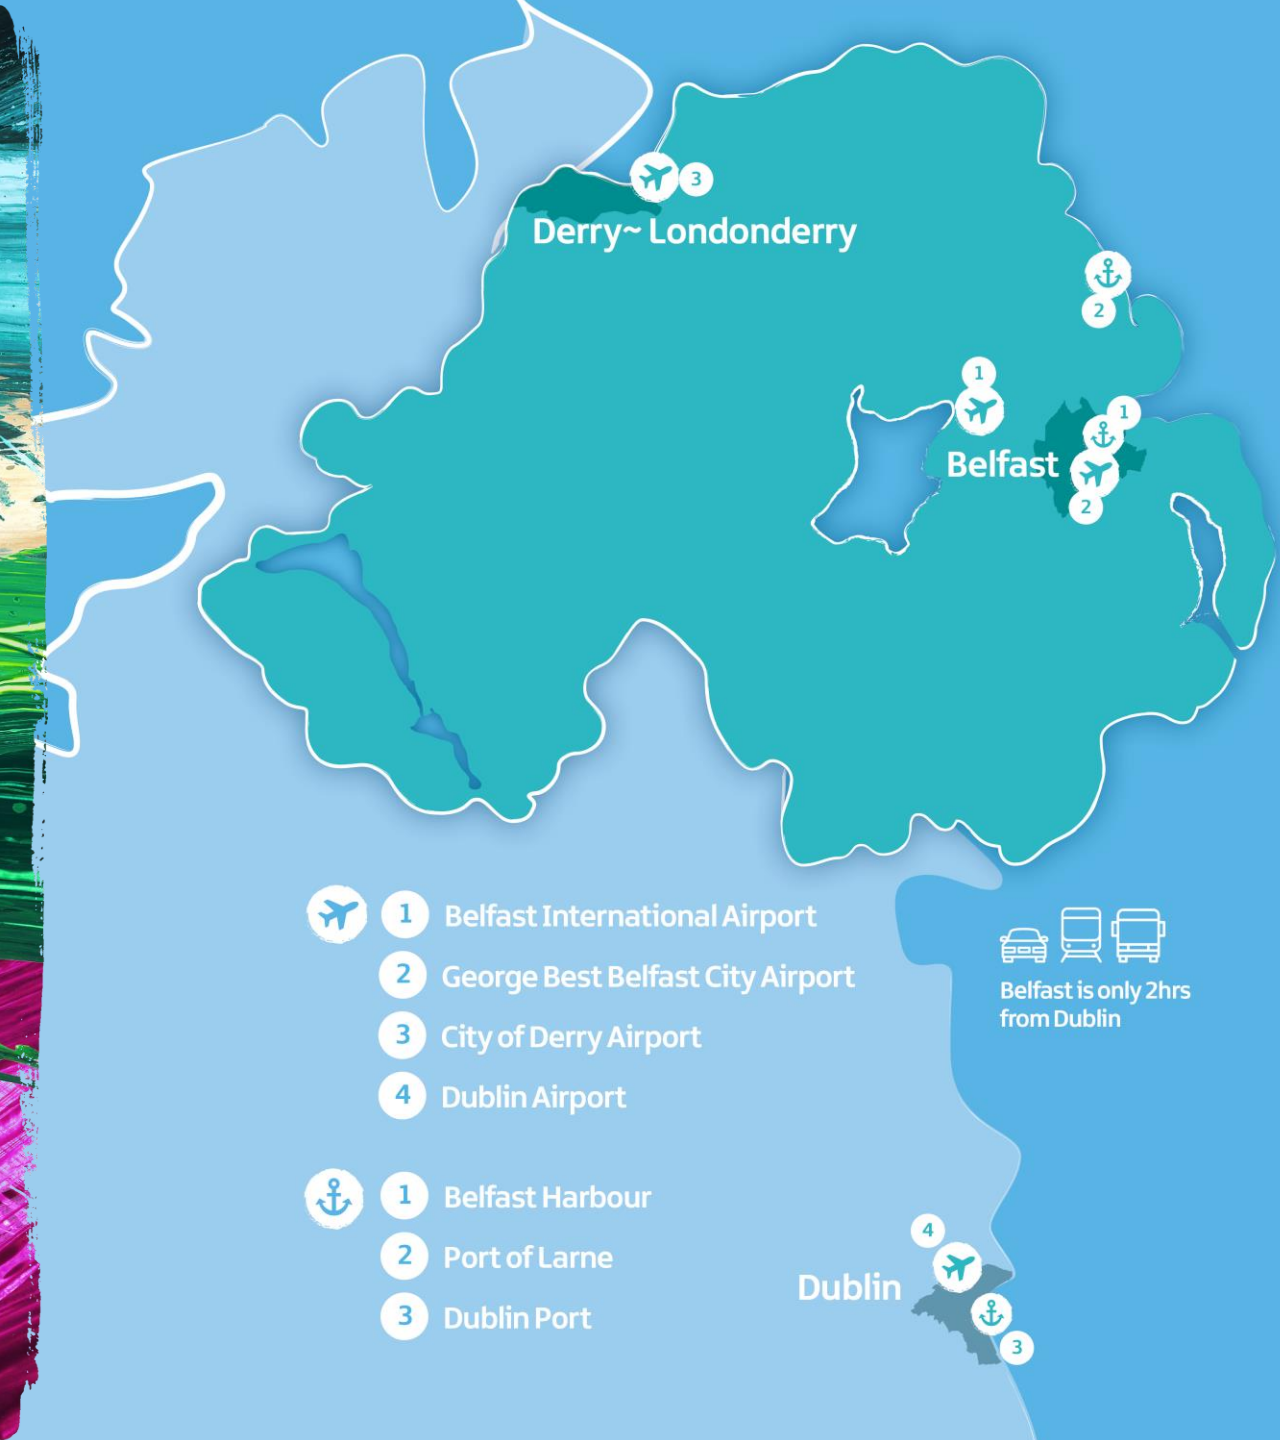 3
Derry~ Londonderry
2
1
1
Belfast
2
1 Belfast International Airport
2 George Best Belfast City Airport
3 City of Derry Airport
4 Dublin Airport
Belfast is only 2hrs
from Dublin
1 Belfast Harbour
2 Port of Larne
3 Dublin Port
4
Dublin
3